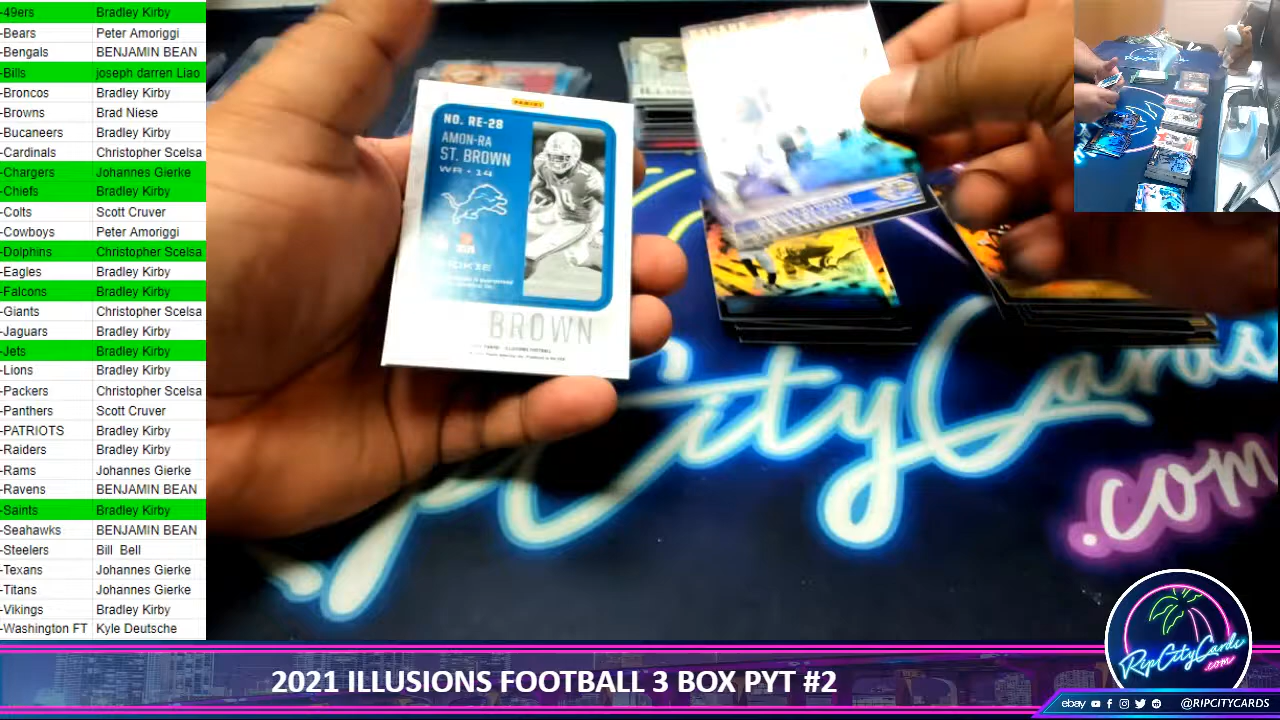 -49ers Bradley Kirby
-Bears Peter Amoriggi
-Bengals BENJAMIN BEAN
-Bills joseph darren Liao
-Broncos Bradley Kirby
-Browns Brad Niese
-Bucaneers Bradley Kirby
-Cardinals Christopher Scelsa
-Chargers Johannes Gierke
-Chiefs Bradley Kirby
-Colts Scott Cruver
-Cowboys Peter Amoriggi
-Dolphins Christopher Scelsa
-Eagles Bradley Kirby
-Falcons Bradley Kirby
-Giants Christopher Scelsa
-Jaguars Bradley Kirby
-Jets Bradley Kirby
-Lions Bradley Kirby
-Packers Christopher Scelsa
-Panthers Scott Cruver
-PATRIOTS Bradley Kirby
-Raiders Bradley Kirby
-Rams Johannes Gierke
-Ravens BENJAMIN BEAN
-Saints Bradley Kirby
-Seahawks BENJAMIN BEAN
-Steelers Bill Bell
-Texans Johannes Gierke
-Titans Johannes Gierke
-Vikings Bradley Kirby
-Washington FT Kyle Deutsche
PANINI
NO. RE-28
AMON-RA
ST. BROWN
WR • 14
BROWN
CityCards
.com
RipCityCards
.com
2021 ILLUSIONS FOOTBALL 3 BOX PYT #2
ebay
@RIPCITYCARDS